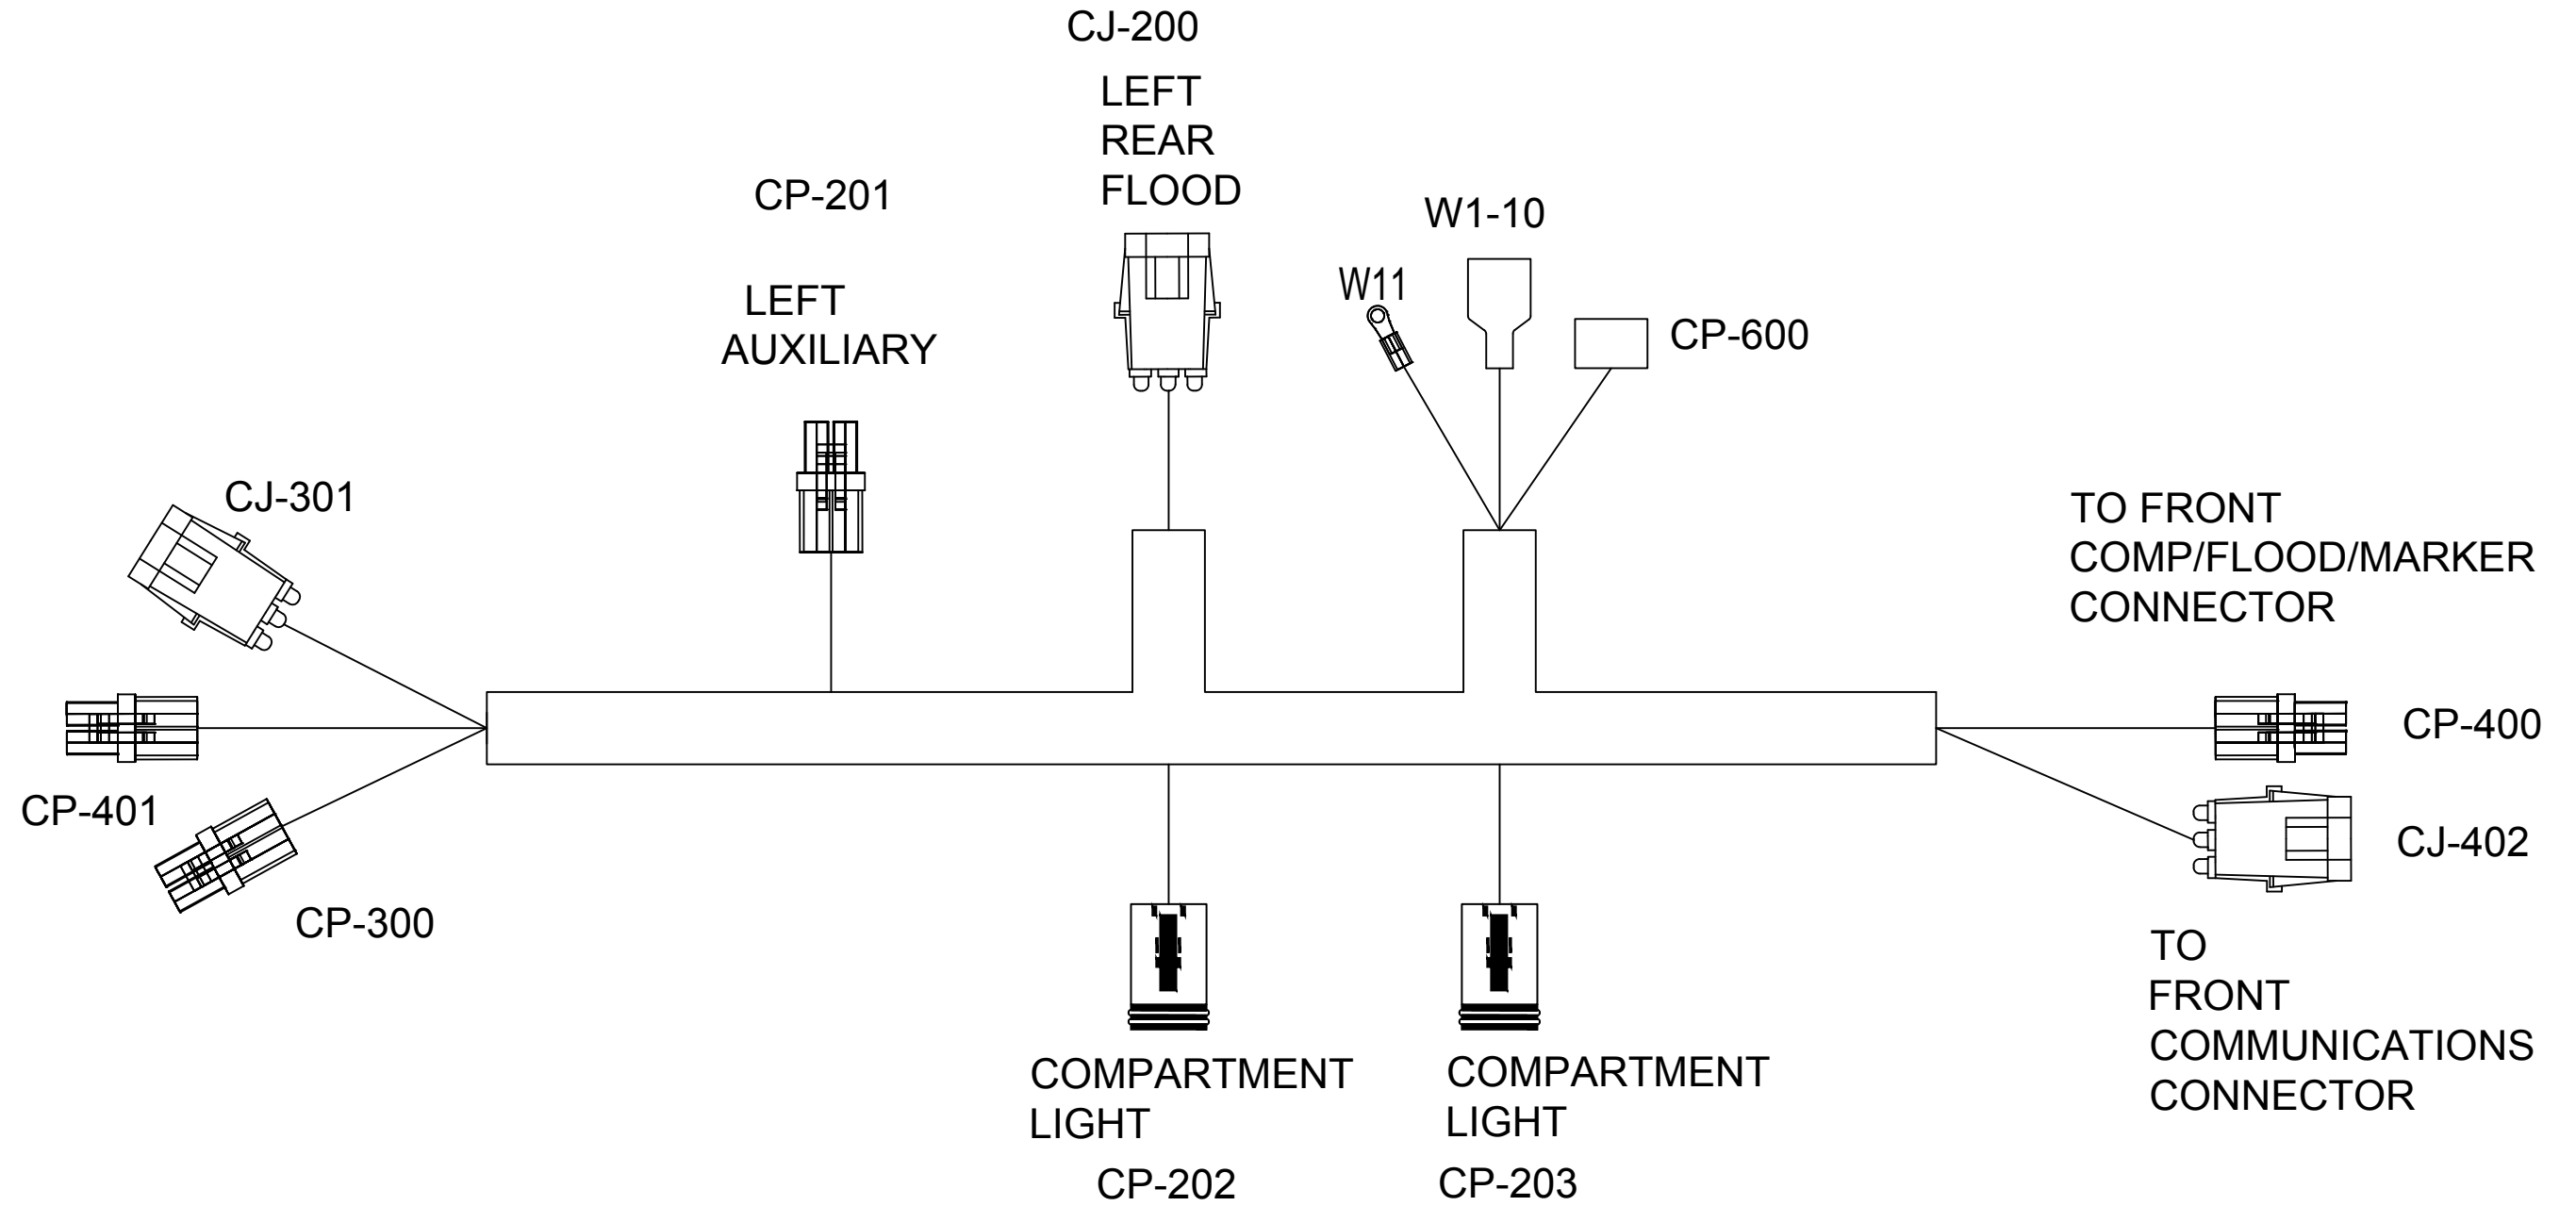 CJ-200
LEFT
REAR
FLOOD
CP-201
LEFT
AUXILIARY
W1-10
W11
CP-600
CJ-301
TO FRONT
COMP/FLOOD/MARKER
CONNECTOR
CP-401
CP-300
CP-400
CJ-402
TO
FRONT
COMMUNICATIONS
CONNECTOR
COMPARTMENT
LIGHT
CP-202
COMPARTMENT
LIGHT
CP-203